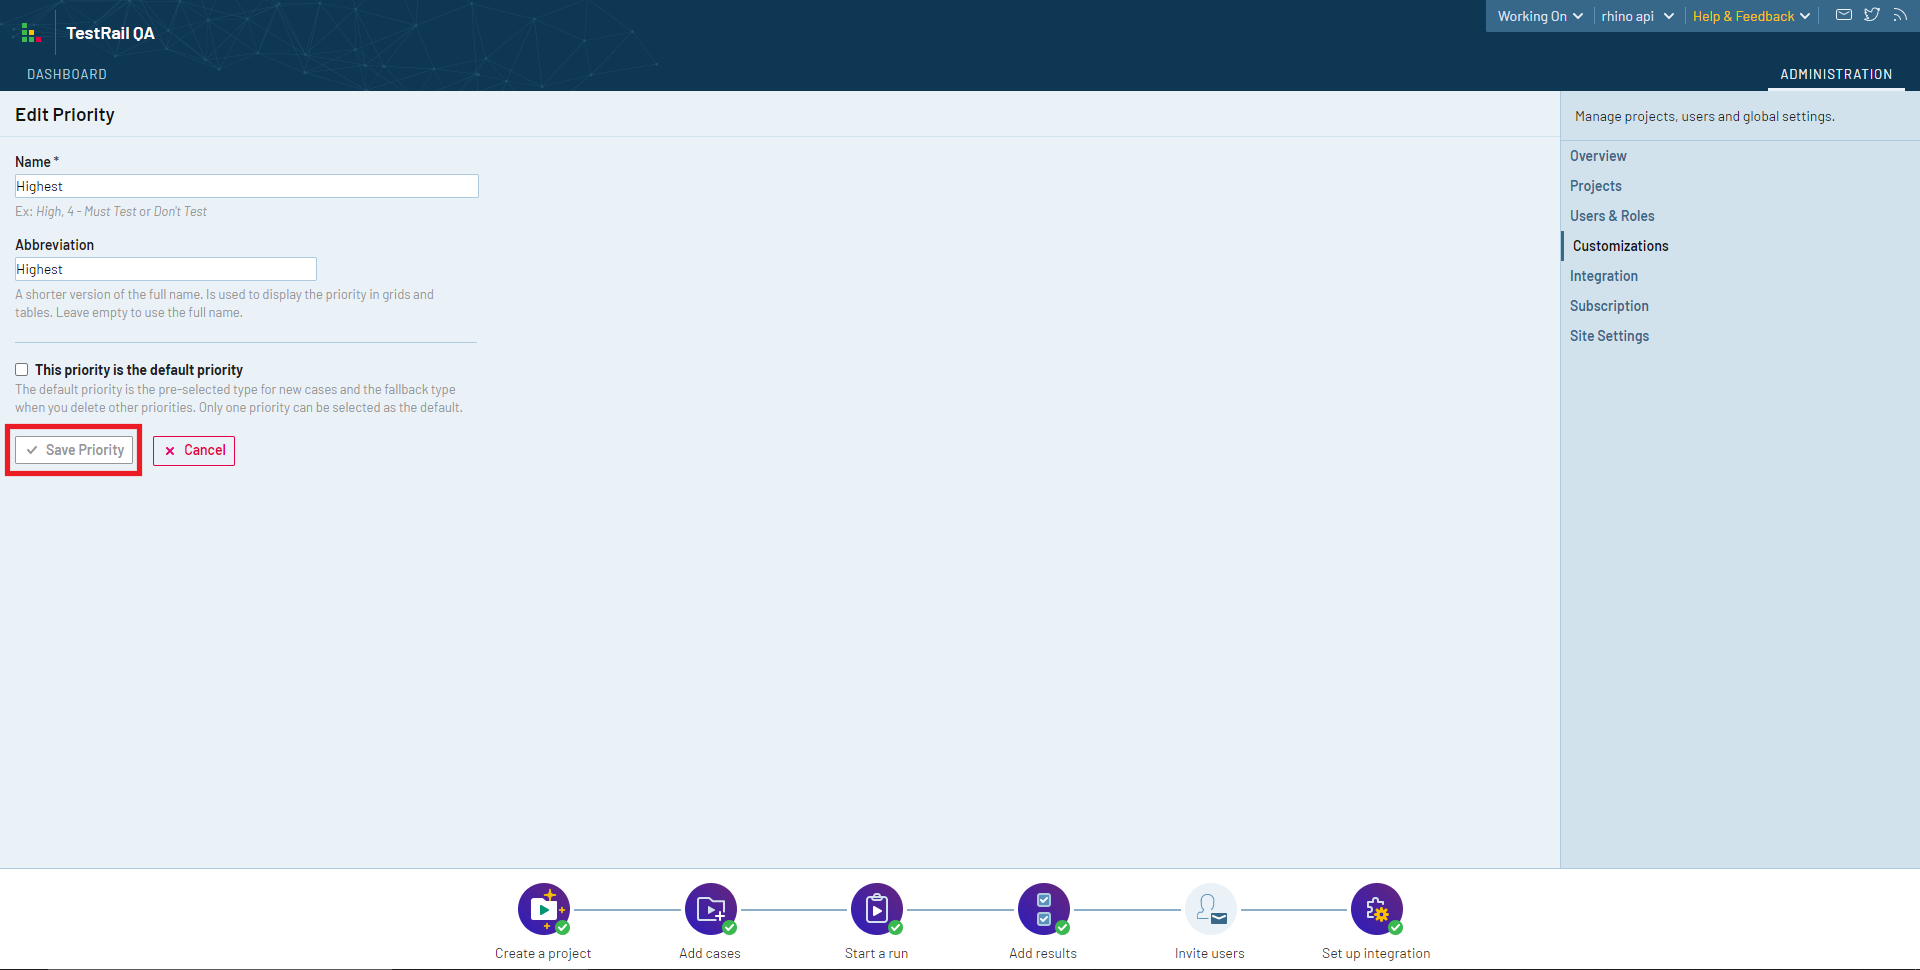 TestRail QA
Working On
rhino api
Help & Feedback
DASHBOARD
ADMINISTRATION
Edit Priority
Name *
Highest
Ex: High, 4 - Must Test or Don't Test
Abbreviation
Highest
A shorter version of the full name. Is used to display the priority in grids and
tables. Leave empty to use the full name.
This priority is the default priority
The default priority is the pre-selected type for new cases and the fallback type
when you delete other priorities. Only one priority can be selected as the default.
Save Priority
Cancel
Manage projects, users and global settings.
Overview
Projects
Users & Roles
Customizations
Integration
Subscription
Site Settings
Create a project
Add cases
Start a run
Add results
Invite users
Set up integration